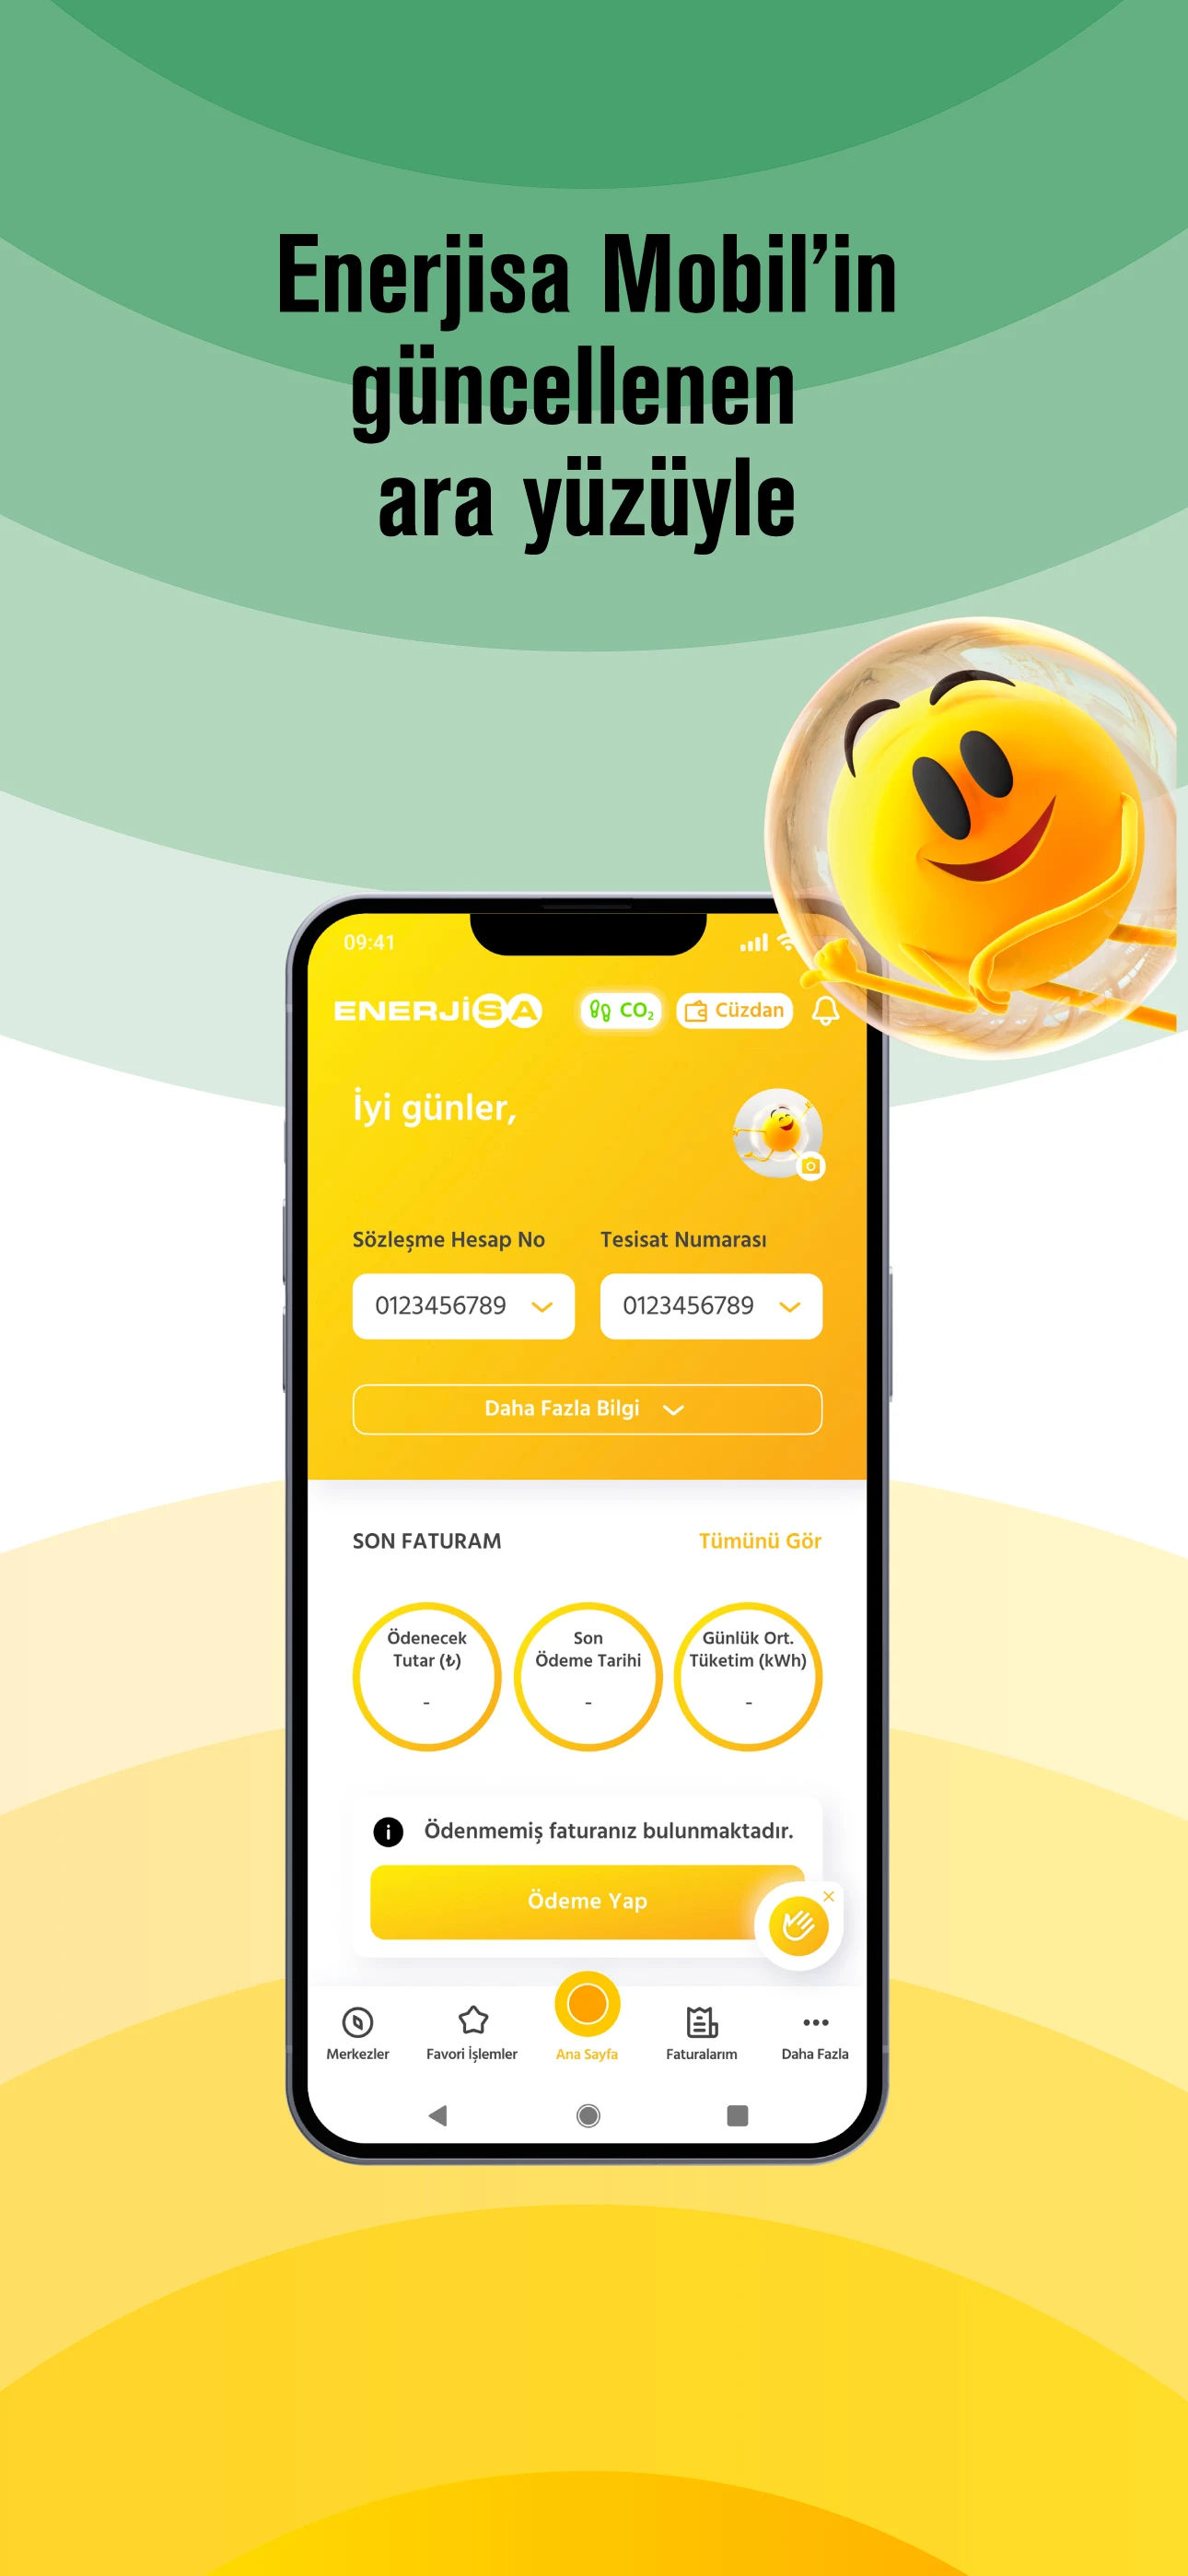 Enerjisa Mobil’in
güncellenen
ara yüzüyle
09:41
ENERJİSA
CO₂
Cüzdan
İyi günler,
Sözleşme Hesap No
Tesisat Numarası
0123456789
0123456789
Daha Fazla Bilgi
SON FATURAM
Tümünü Gör
Ödenecek
Tutar (₺)
-
Son
Ödeme Tarihi
-
Günlük Ort.
Tüketim (kWh)
-
Ödenmemiş faturanız bulunmaktadır.
Ödeme Yap
Merkezler
Favori İşlemler
Ana Sayfa
Faturalarım
Daha Fazla